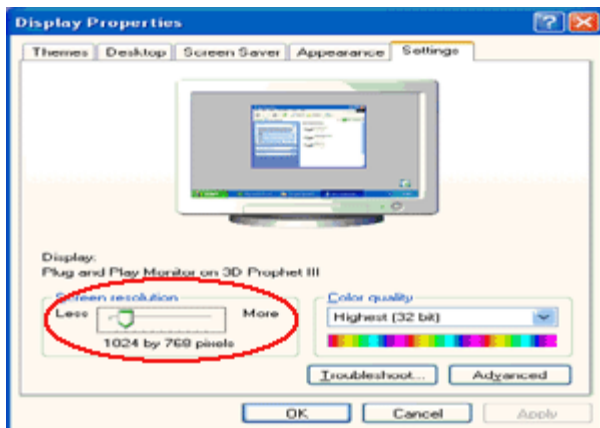 Display Properties
Themes Desktop Screen Saver Appearance Settings
Display:
Plug and Play Monitor on 3D Prophet III
Screen resolution
Less More
1024 by 768 pixels
Color quality
Highest (32 bit)
Troubleshoot... Advanced
OK Cancel Apply